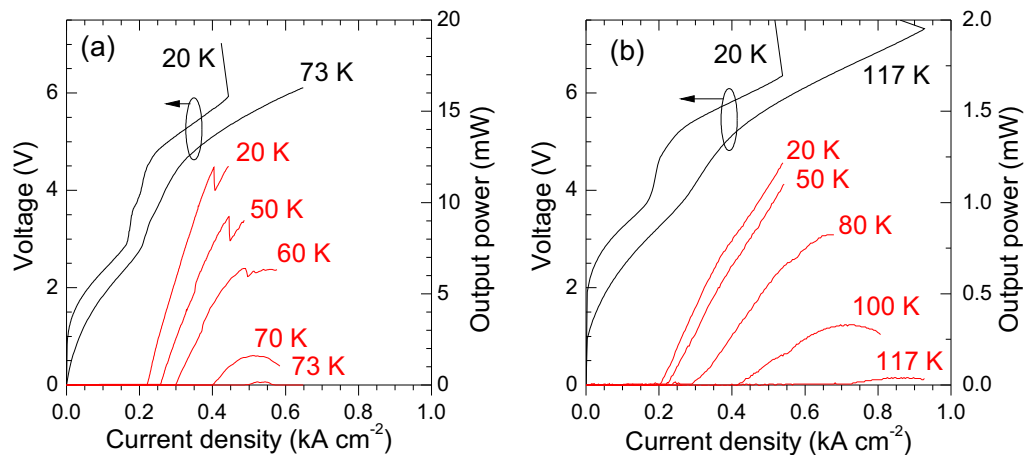 (a)
20 K
73 K
20 K
50 K
60 K
70 K
73 K
0
2
4
6
Voltage (V)
0
5
10
15
20
Output power (mW)
0.0 0.2 0.4 0.6 0.8 1.0
Current density (kA cm⁻²)
(b)
20 K
117 K
20 K
50 K
80 K
100 K
117 K
0
2
4
6
Voltage (V)
0.0
0.5
1.0
1.5
2.0
Output power (mW)
0.0 0.2 0.4 0.6 0.8 1.0
Current density (kA cm⁻²)